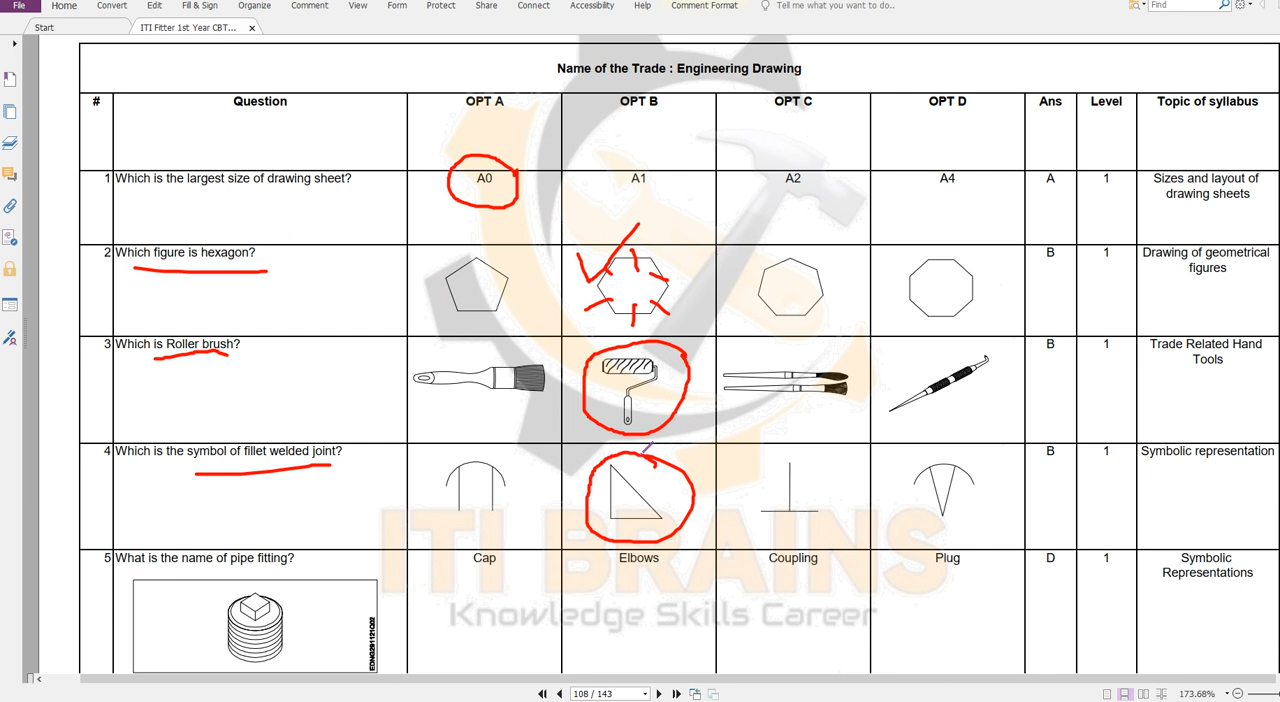 File Home Convert Edit Fill & Sign Organize Comment View Form Protect Share Connect Accessibility Help Comment Format Tell me what you want to do.. Find
Start ITI Fitter 1st Year CBT...
Name of the Trade : Engineering Drawing
# Question OPT A OPT B OPT C OPT D Ans Level Topic of syllabus
1 Which is the largest size of drawing sheet? A0 A1 A2 A4 A 1 Sizes and layout of
drawing sheets
2 Which figure is hexagon? B 1 Drawing of geometrical
figures
3 Which is Roller brush? B 1 Trade Related Hand
Tools
4 Which is the symbol of fillet welded joint? B 1 Symbolic representation
ITI BRAINS
5 What is the name of pipe fitting? Cap Elbows Coupling Plug D 1 Symbolic
Representations
Knowledge Skills Career
EDNG291121Q02
108 / 143 173.68%